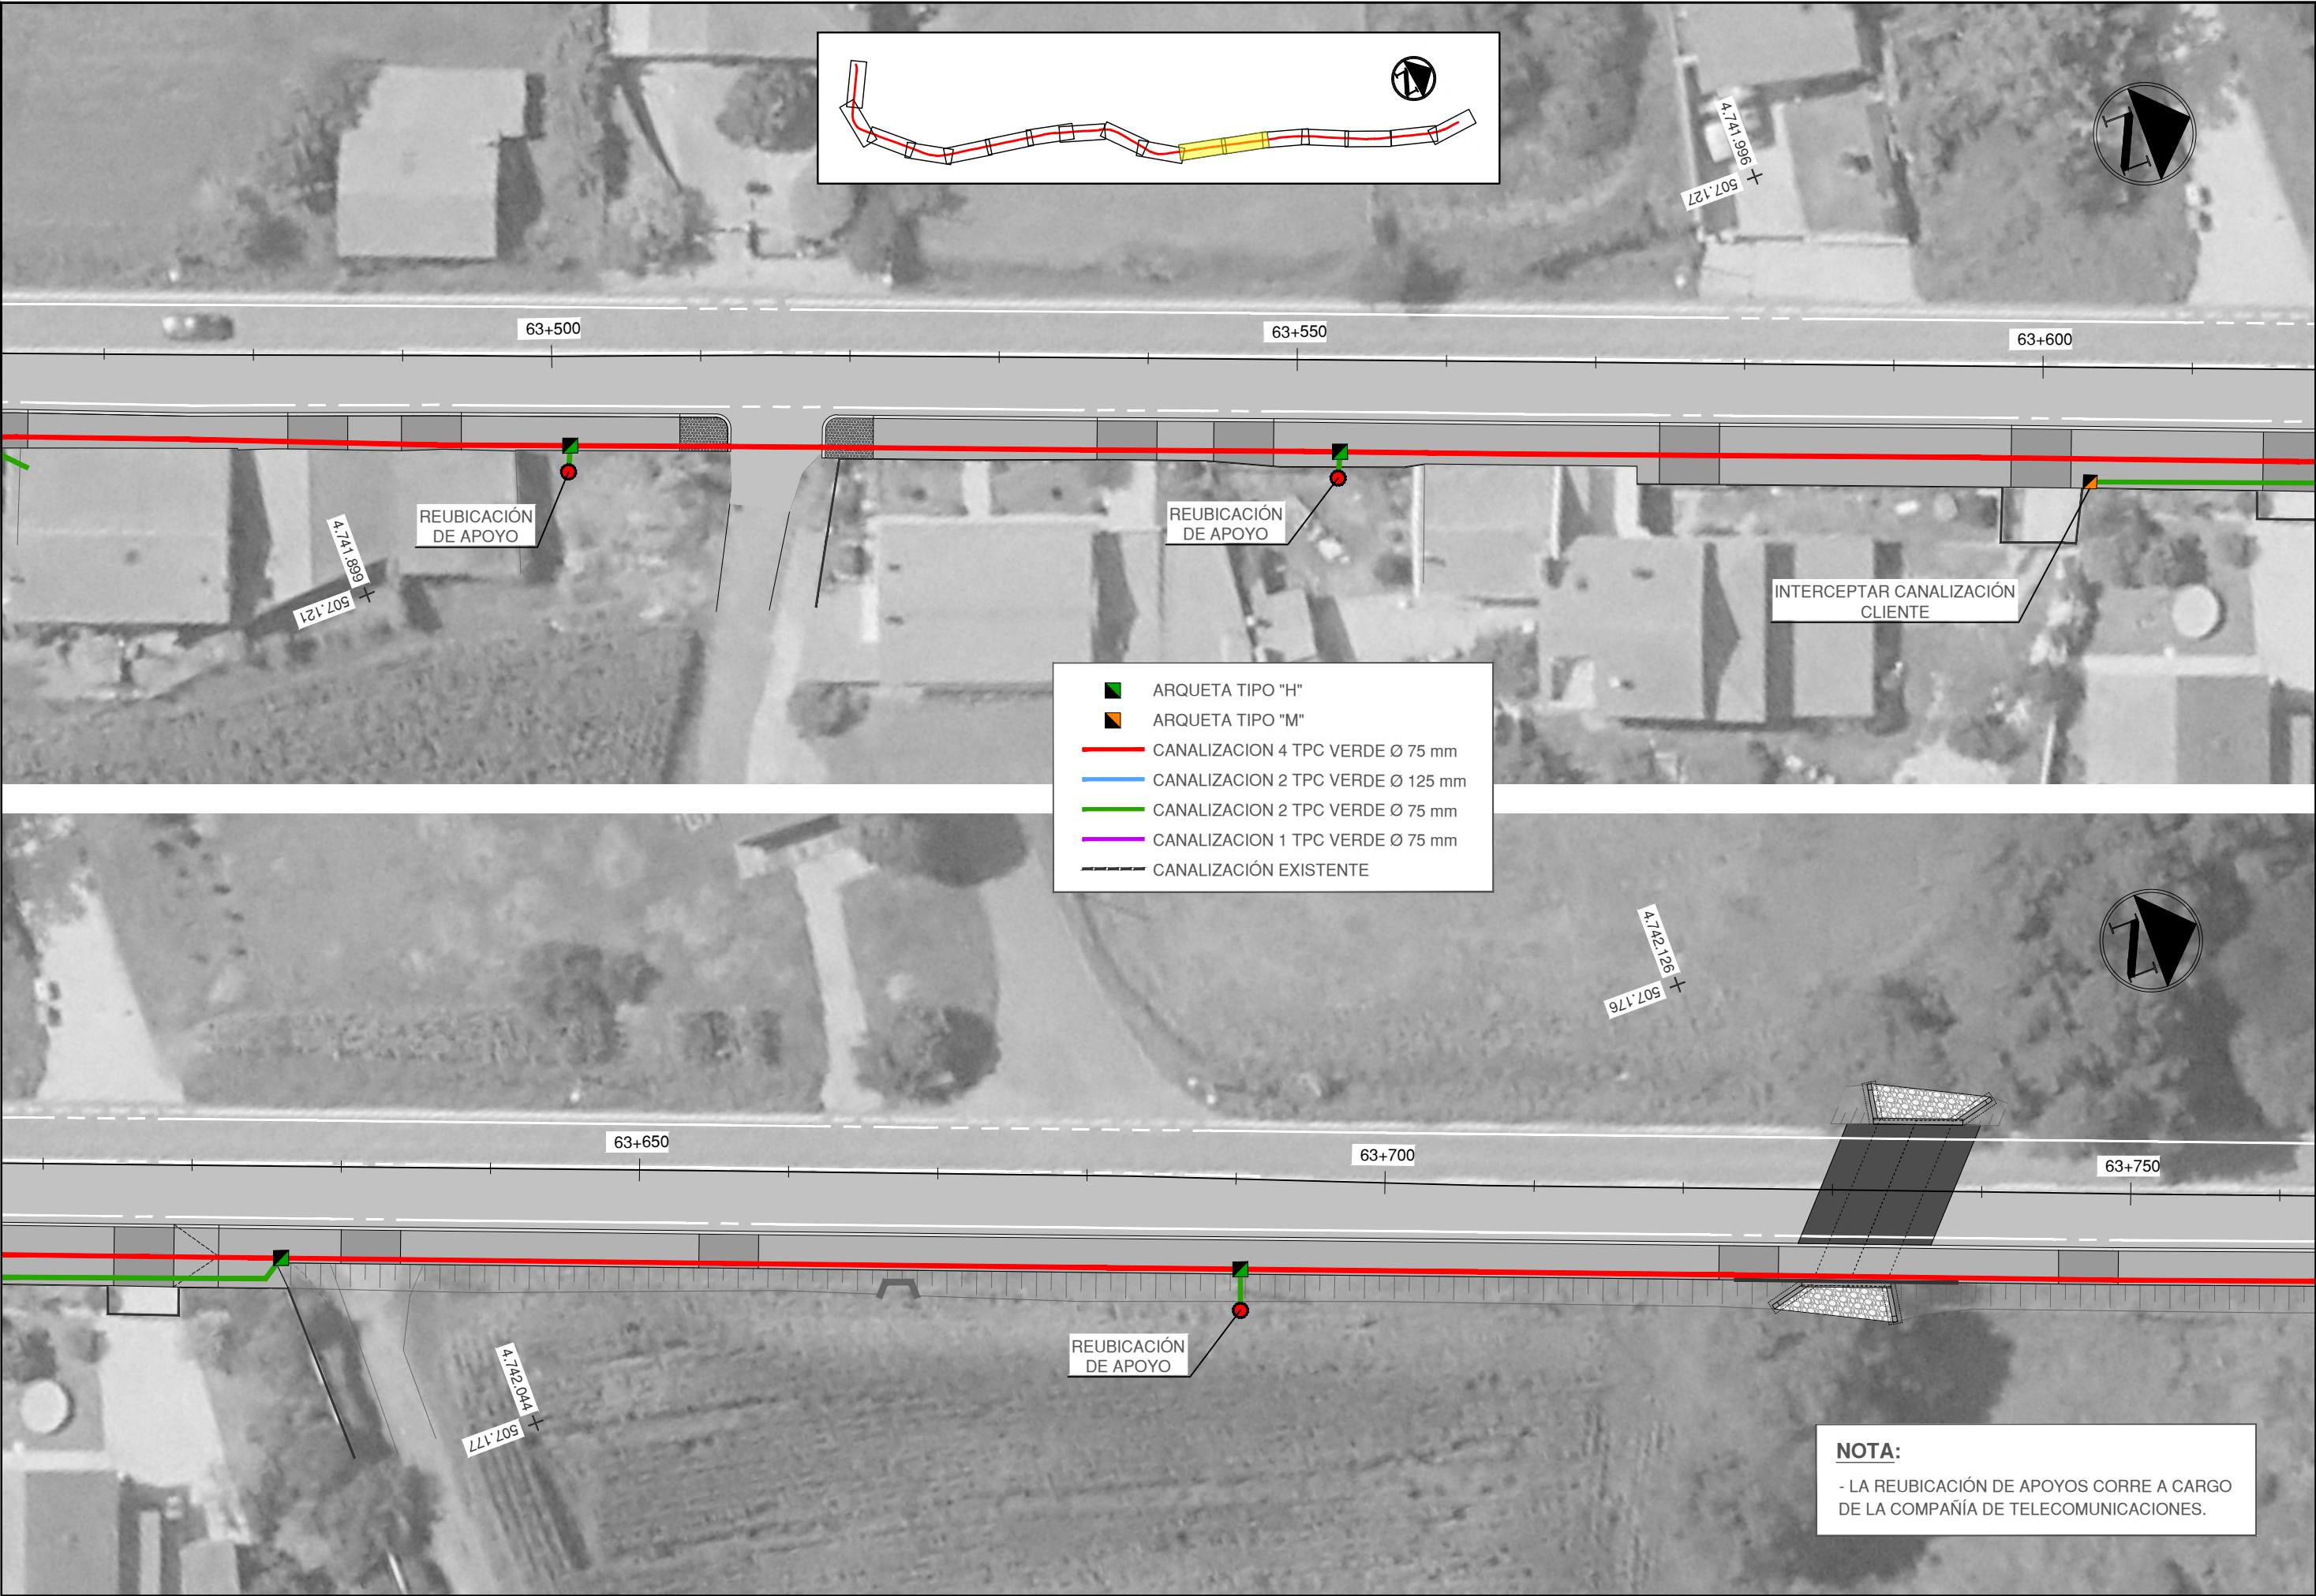 4.741.996
507.127
63+500
63+550
63+600
REUBICACIÓN
DE APOYO
REUBICACIÓN
DE APOYO
4.741.899
507.121
INTERCEPTAR CANALIZACIÓN
CLIENTE
ARQUETA TIPO "H"
ARQUETA TIPO "M"
CANALIZACION 4 TPC VERDE Ø 75 mm
CANALIZACION 2 TPC VERDE Ø 125 mm
CANALIZACION 2 TPC VERDE Ø 75 mm
CANALIZACION 1 TPC VERDE Ø 75 mm
CANALIZACIÓN EXISTENTE
4.742.126
507.176
63+650
63+700
63+750
REUBICACIÓN
DE APOYO
4.742.044
507.177
NOTA:
- LA REUBICACIÓN DE APOYOS CORRE A CARGO
DE LA COMPAÑÍA DE TELECOMUNICACIONES.